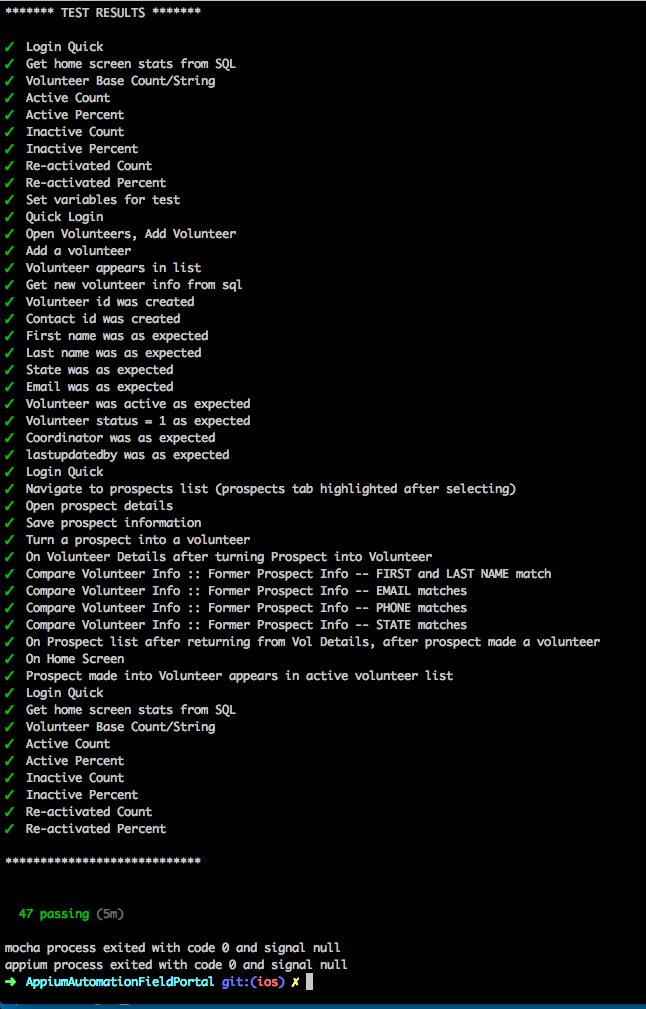 ******* TEST RESULTS *******
✓ Login Quick
✓ Get home screen stats from SQL
✓ Volunteer Base Count/String
✓ Active Count
✓ Active Percent
✓ Inactive Count
✓ Inactive Percent
✓ Re-activated Count
✓ Re-activated Percent
✓ Set variables for test
✓ Quick Login
✓ Open Volunteers, Add Volunteer
✓ Add a volunteer
✓ Volunteer appears in list
✓ Get new volunteer info from sql
✓ Volunteer id was created
✓ Contact id was created
✓ First name was as expected
✓ Last name was as expected
✓ State was as expected
✓ Email was as expected
✓ Volunteer was active as expected
✓ Volunteer status = 1 as expected
✓ Coordinator was as expected
✓ lastupdatedby was as expected
✓ Login Quick
✓ Navigate to prospects list (prospects tab highlighted after selecting)
✓ Open prospect details
✓ Save prospect information
✓ Turn a prospect into a volunteer
✓ On Volunteer Details after turning Prospect into Volunteer
✓ Compare Volunteer Info :: Former Prospect Info -- FIRST and LAST NAME match
✓ Compare Volunteer Info :: Former Prospect Info -- EMAIL matches
✓ Compare Volunteer Info :: Former Prospect Info -- PHONE matches
✓ Compare Volunteer Info :: Former Prospect Info -- STATE matches
✓ On Prospect list after returning from Vol Details, after prospect made a volunteer
✓ On Home Screen
✓ Prospect made into Volunteer appears in active volunteer list
✓ Login Quick
✓ Get home screen stats from SQL
✓ Volunteer Base Count/String
✓ Active Count
✓ Active Percent
✓ Inactive Count
✓ Inactive Percent
✓ Re-activated Count
✓ Re-activated Percent
****************************
47 passing (5m)
mocha process exited with code 0 and signal null
appium process exited with code 0 and signal null
➜ AppiumAutomationFieldPortal git:(ios) ✗